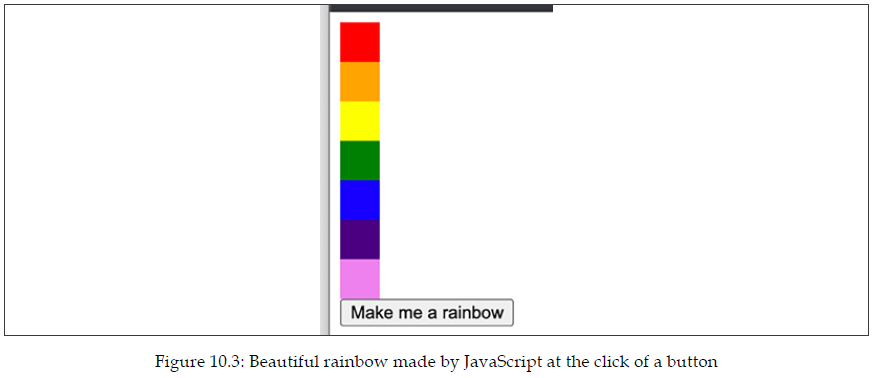 Make me a rainbow
Figure 10.3: Beautiful rainbow made by JavaScript at the click of a button